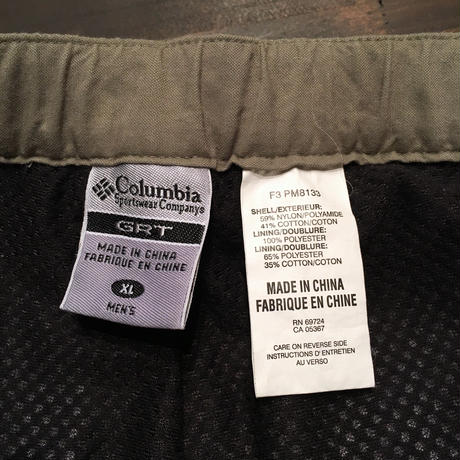 Columbia
Sportswear Company®
GRT
MADE IN CHINA
FABRIQUE EN CHINE
XL
MEN'S
F3 PM8133
SHELL/EXTERIEUR:
59% NYLON/POLYAMIDE
41% COTTON/COTON
LINING/DOUBLURE:
100% POLYESTER
LINING/DOUBLURE:
65% POLYESTER
35% COTTON/COTON
MADE IN CHINA
FABRIQUE EN CHINE
RN 69724
CA 05367
CARE ON REVERSE SIDE
INSTRUCTIONS D' ENTRETIEN
AU VERSO